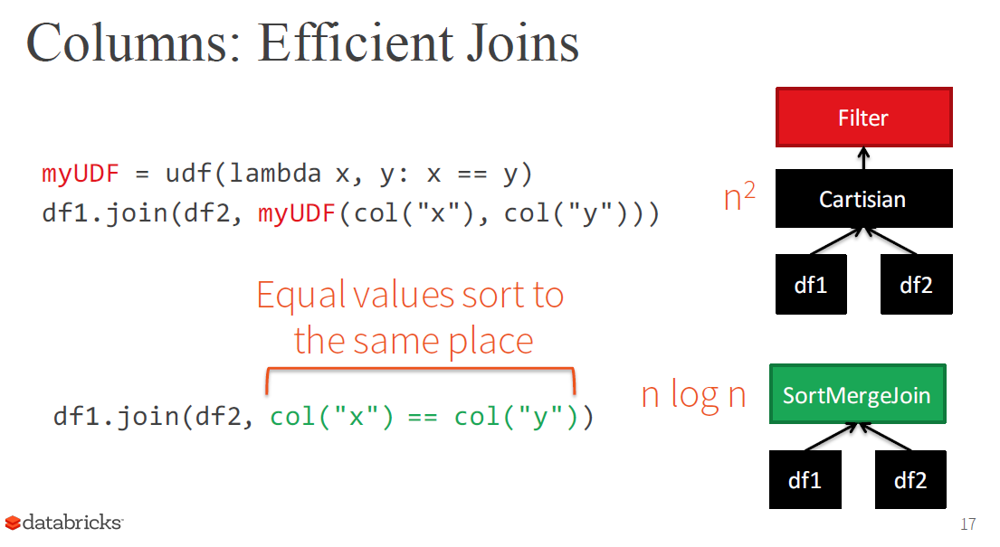 Columns: Efficient Joins
myUDF = udf(lambda x, y: x == y)
df1.join(df2, myUDF(col("x"), col("y")))
n²
Filter
Cartisian
df1
df2
Equal values sort to
the same place
df1.join(df2, col("x") == col("y"))
n log n
SortMergeJoin
df1
df2
databricks
17